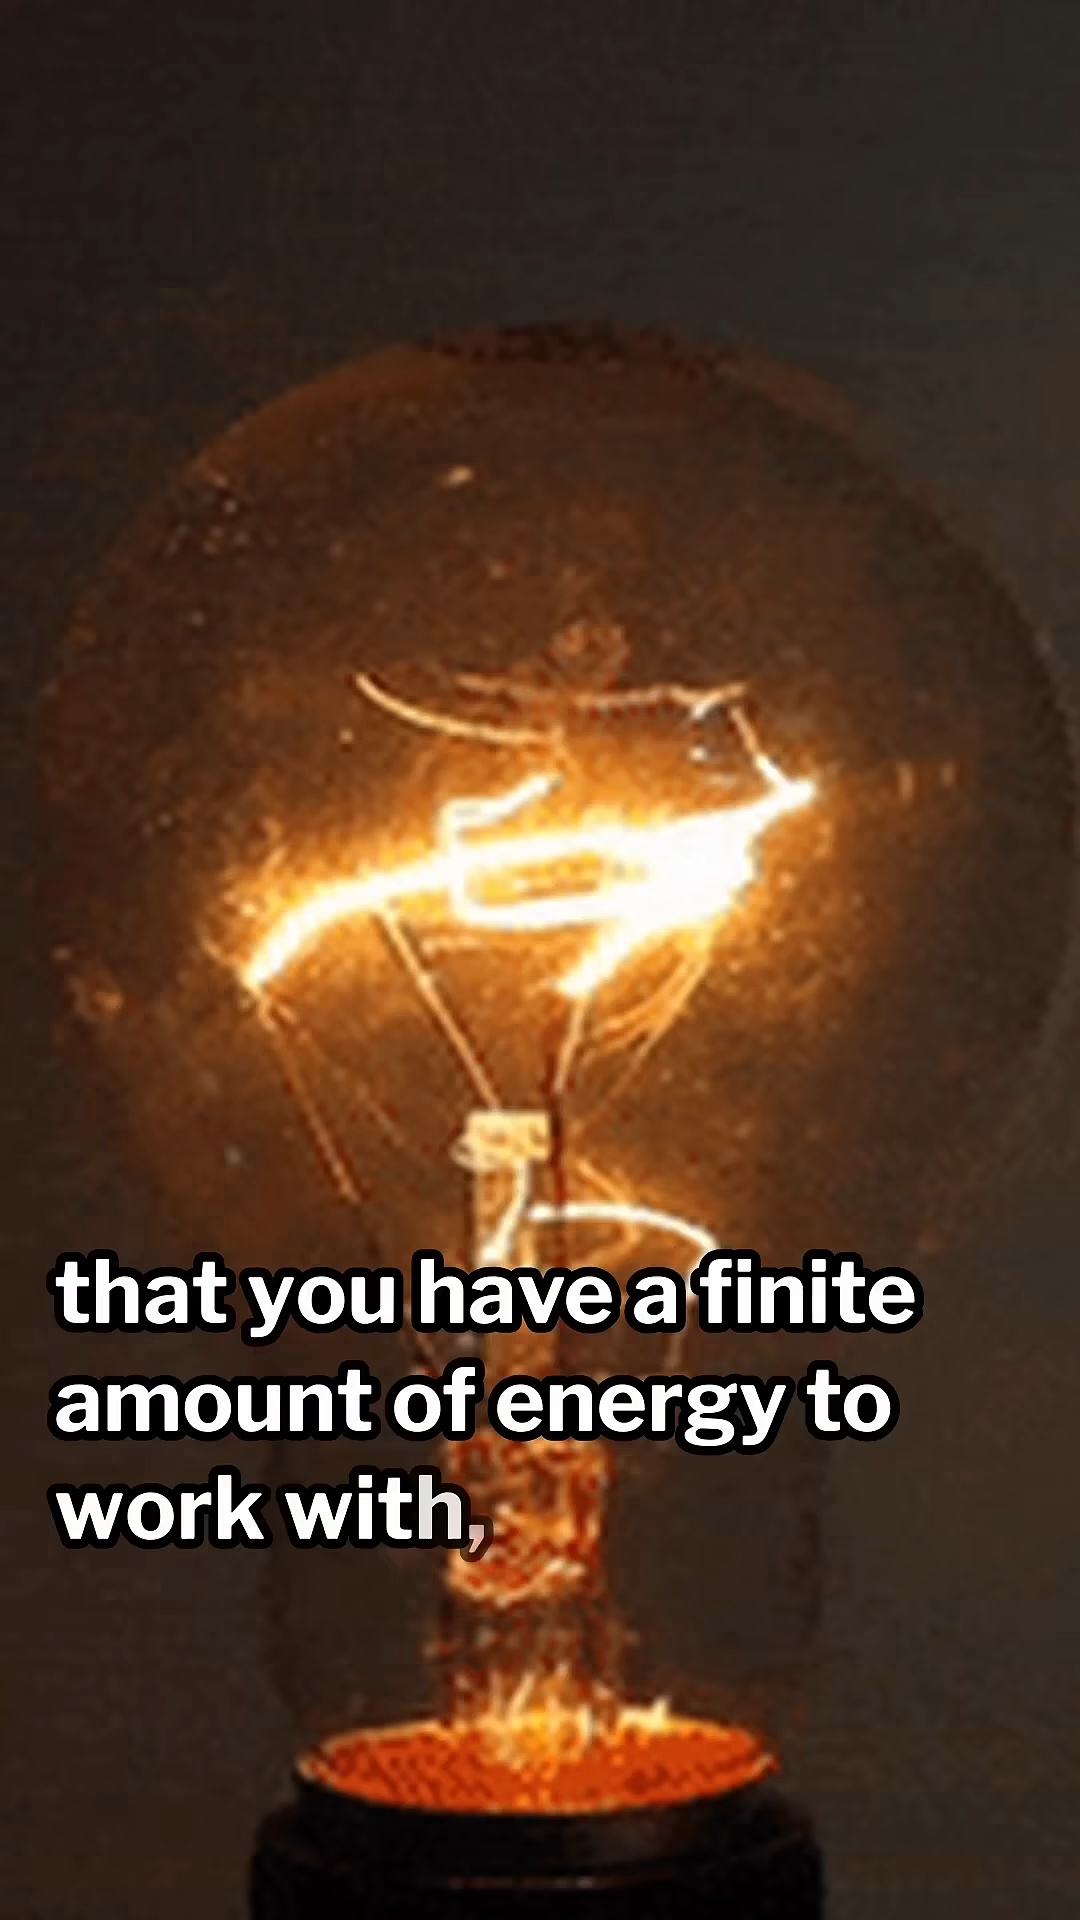 that you have a finite
amount of energy to
work with,